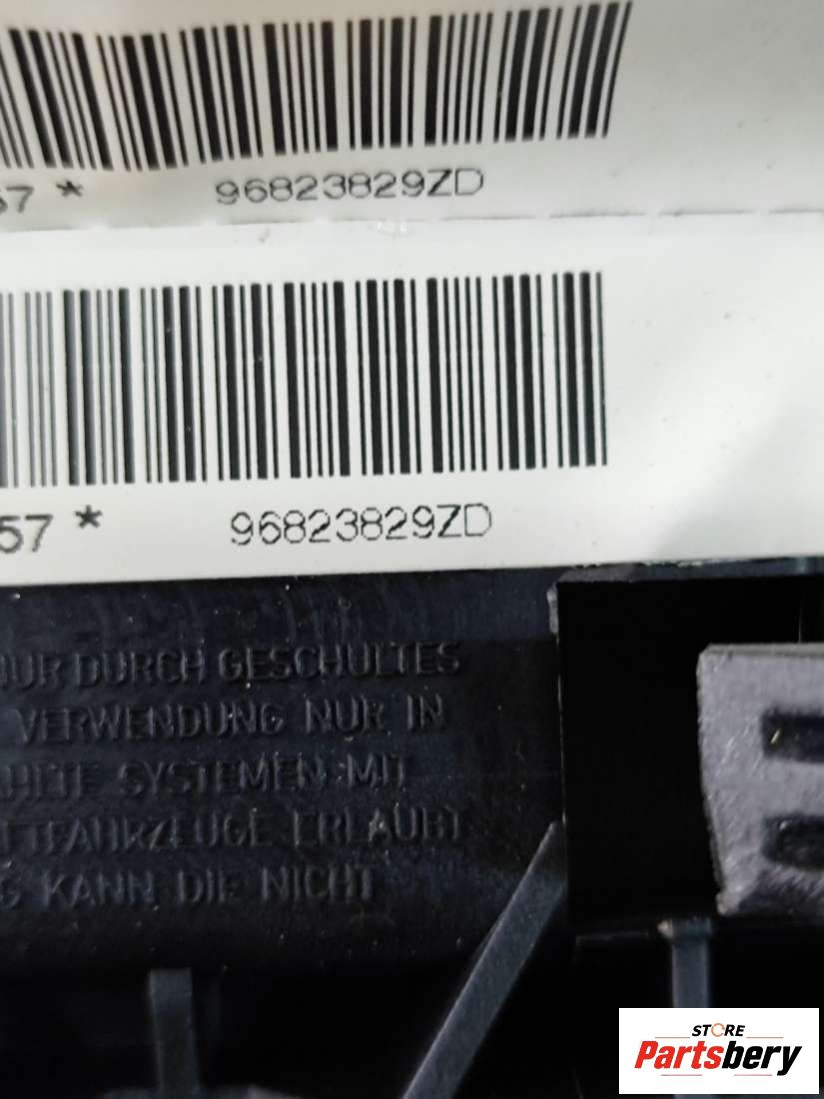 57 * 96823829ZD
57 * 96823829ZD
NUR DURCH GESCHULTES
VERWENDUNG NUR IN
SYSTEMEN MIT
ERLAUBT
KANN DIE NICHT
STORE
Partsbery